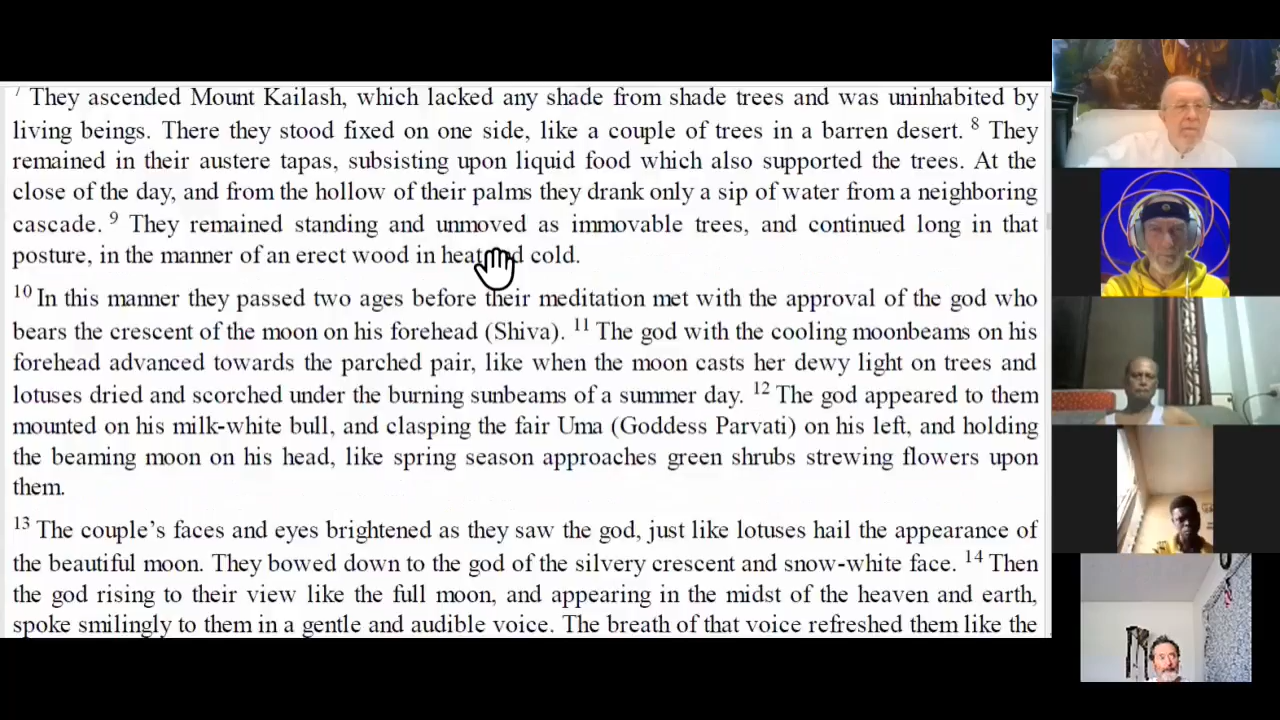 7 They ascended Mount Kailash, which lacked any shade from shade trees and was uninhabited by
living beings. There they stood fixed on one side, like a couple of trees in a barren desert. 8 They
remained in their austere tapas, subsisting upon liquid food which also supported the trees. At the
close of the day, and from the hollow of their palms they drank only a sip of water from a neighboring
cascade. 9 They remained standing and unmoved as immovable trees, and continued long in that
posture, in the manner of an erect wood in heat and cold.
10 In this manner they passed two ages before their meditation met with the approval of the god who
bears the crescent of the moon on his forehead (Shiva). 11 The god with the cooling moonbeams on his
forehead advanced towards the parched pair, like when the moon casts her dewy light on trees and
lotuses dried and scorched under the burning sunbeams of a summer day. 12 The god appeared to them
mounted on his milk-white bull, and clasping the fair Uma (Goddess Parvati) on his left, and holding
the beaming moon on his head, like spring season approaches green shrubs strewing flowers upon
them.
13 The couple's faces and eyes brightened as they saw the god, just like lotuses hail the appearance of
the beautiful moon. They bowed down to the god of the silvery crescent and snow-white face. 14 Then
the god rising to their view like the full moon, and appearing in the midst of the heaven and earth,
spoke smilingly to them in a gentle and audible voice. The breath of that voice refreshed them like the